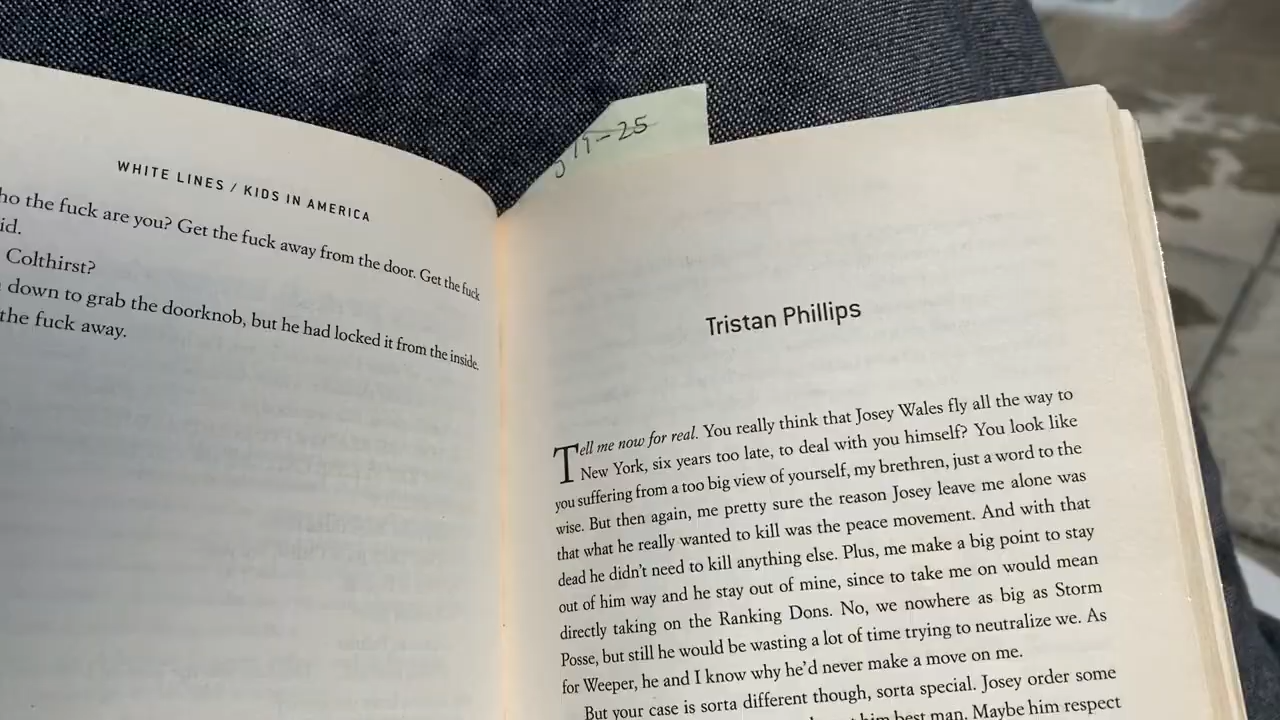 WHITE LINES / KIDS IN AMERICA
the fuck are you? Get the fuck away from the door. Get the fuck
Colthirst?
down to grab the doorknob, but he had locked it from the inside.
the fuck away.
-25
Tristan Phillips
Tell me now for real. You really think that Josey Wales fly all the way to
New York, six years too late, to deal with you himself? You look like
you suffering from a too big view of yourself, my brethren, just a word to the
wise. But then again, me pretty sure the reason Josey leave me alone was
that what he really wanted to kill was the peace movement. And with that
dead he didn't need to kill anything else. Plus, me make a big point to stay
out of him way and he stay out of mine, since to take me on would mean
directly taking on the Ranking Dons. No, we nowhere as big as Storm
Posse, but still he would be wasting a lot of time trying to neutralize we. As
for Weeper, he and I know why he'd never make a move on me.
But your case is sorta different though, sorta special. Josey order some
him best man. Maybe him respect